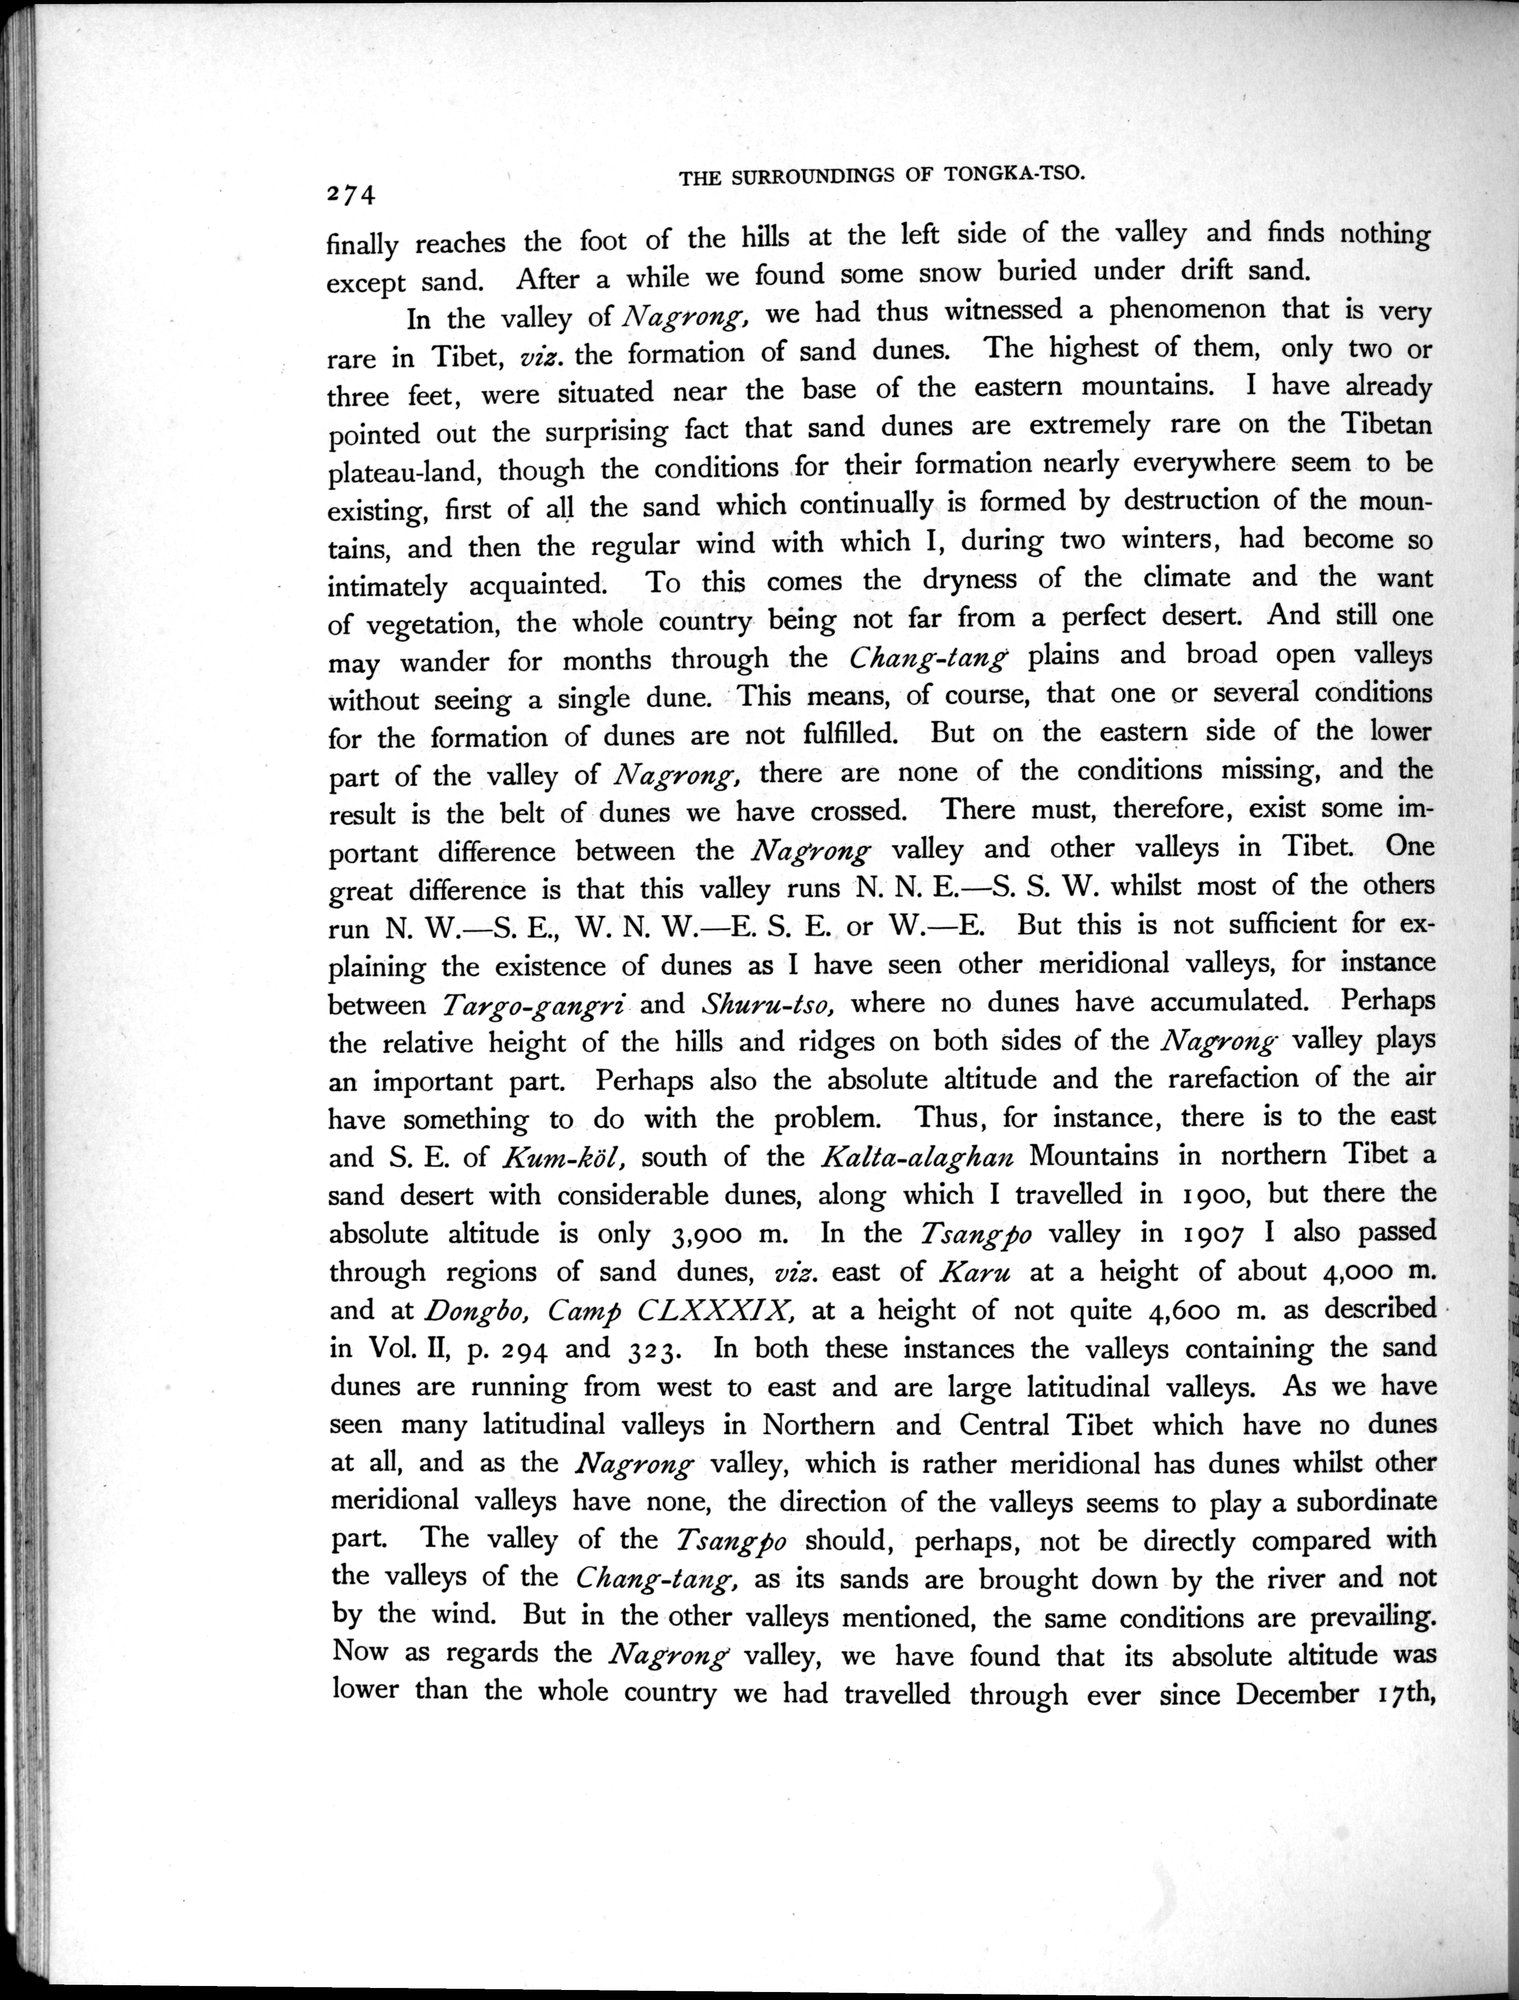 THE SURROUNDINGS OF TONGKA-TSO.
274
finally reaches the foot of the hills at the left side of the valley and finds nothing
except sand. After a while we found some snow buried under drift sand.
In the valley of Nagrong, we had thus witnessed a phenomenon that is very
rare in Tibet, viz. the formation of sand dunes. The highest of them, only two or
three feet, were situated near the base of the eastern mountains. I have already
pointed out the surprising fact that sand dunes are extremely rare on the Tibetan
plateau-land, though the conditions for their formation nearly everywhere seem to be
existing, first of all the sand which continually is formed by destruction of the moun-
tains, and then the regular wind with which I, during two winters, had become so
intimately acquainted. To this comes the dryness of the climate and the want
of vegetation, the whole country being not far from a perfect desert. And still one
may wander for months through the Chang-tang plains and broad open valleys
without seeing a single dune. This means, of course, that one or several conditions
for the formation of dunes are not fulfilled. But on the eastern side of the lower
part of the valley of Nagrong, there are none of the conditions missing, and the
result is the belt of dunes we have crossed. There must, therefore, exist some im-
portant difference between the Nagrong valley and other valleys in Tibet. One
great difference is that this valley runs N. N. E.—S. S. W. whilst most of the others
run N. W.—S. E., W. N. W.—E. S. E. or W.—E. But this is not sufficient for ex-
plaining the existence of dunes as I have seen other meridional valleys, for instance
between Targo-gangri and Shuru-tso, where no dunes have accumulated. Perhaps
the relative height of the hills and ridges on both sides of the Nagrong valley plays
an important part. Perhaps also the absolute altitude and the rarefaction of the air
have something to do with the problem. Thus, for instance, there is to the east
and S. E. of Kum-köl, south of the Kalta-alaghan Mountains in northern Tibet a
sand desert with considerable dunes, along which I travelled in 1900, but there the
absolute altitude is only 3,900 m. In the Tsangpo valley in 1907 I also passed
through regions of sand dunes, viz. east of Karu at a height of about 4,000 m.
and at Dongbo, Camp CLXXXIX, at a height of not quite 4,600 m. as described
in Vol. II, p. 294 and 323. In both these instances the valleys containing the sand
dunes are running from west to east and are large latitudinal valleys. As we have
seen many latitudinal valleys in Northern and Central Tibet which have no dunes
at all, and as the Nagrong valley, which is rather meridional has dunes whilst other
meridional valleys have none, the direction of the valleys seems to play a subordinate
part. The valley of the Tsangpo should, perhaps, not be directly compared with
the valleys of the Chang-tang, as its sands are brought down by the river and not
by the wind. But in the other valleys mentioned, the same conditions are prevailing.
Now as regards the Nagrong valley, we have found that its absolute altitude was
lower than the whole country we had travelled through ever since December 17th,